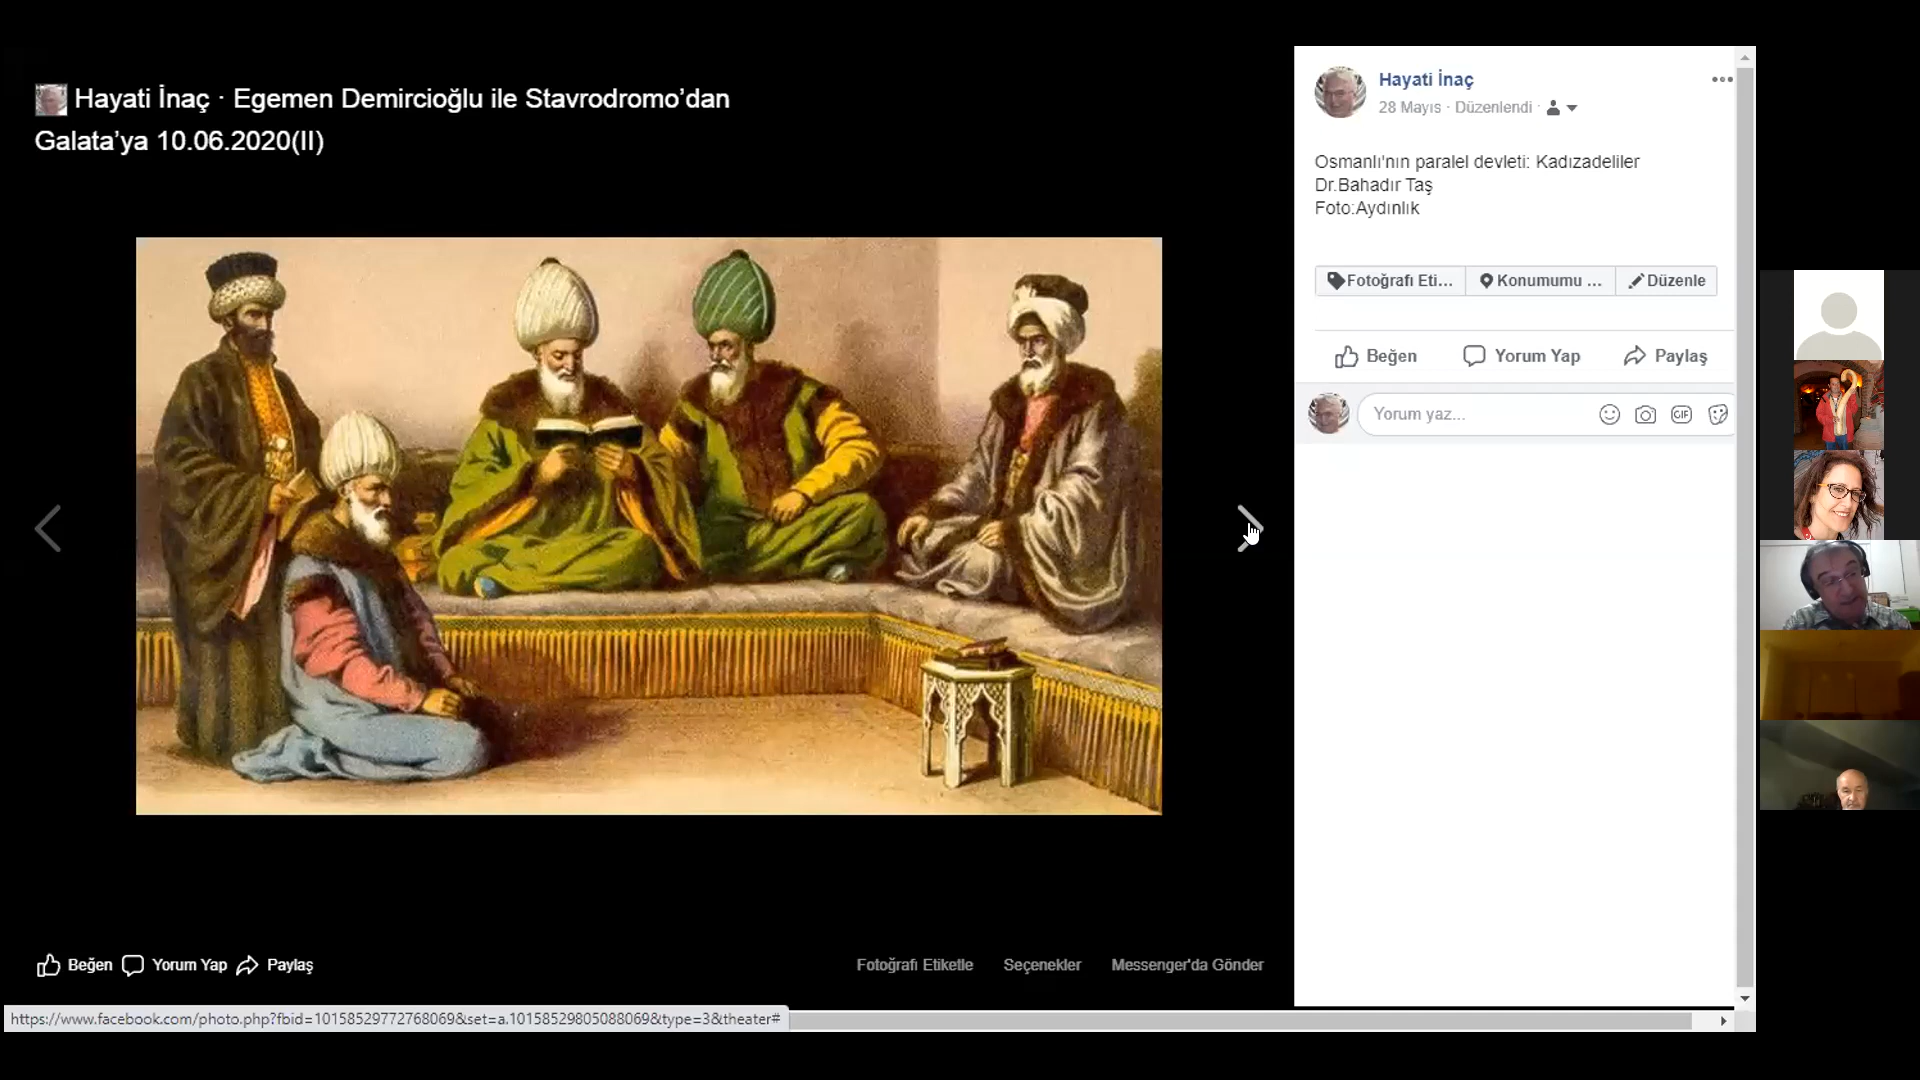 Hayati İnaç · Egemen Demircioğlu ile Stavrodromo’dan
Galata’ya 10.06.2020(II)
Hayati İnaç
28 Mayıs · Düzenlendi ·
Osmanlı'nın paralel devleti: Kadızadeliler
Dr.Bahadır Taş
Foto:Aydınlık
Fotoğrafı Eti... Konumumu ... Düzenle
Beğen Yorum Yap Paylaş
Yorum yaz...
GIF
Beğen Yorum Yap Paylaş
Fotoğrafı Etiketle Seçenekler Messenger'da Gönder
https://www.facebook.com/photo.php?fbid=10158529772768069&set=a.10158529805088069&type=3&theater#